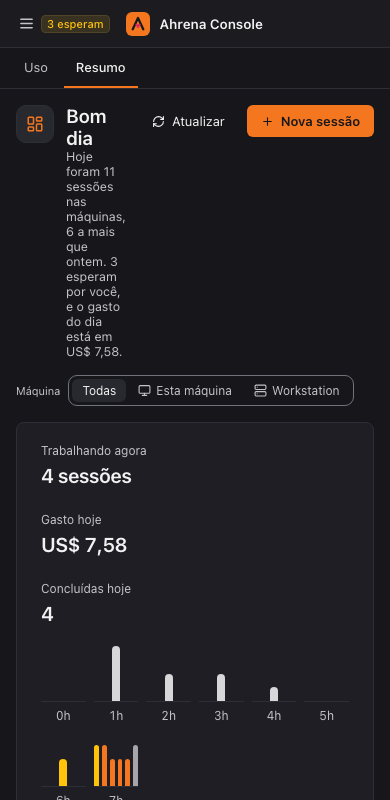 3 esperam
Ahrena Console
Uso
Resumo
Bom
dia
Atualizar
Nova sessão
Hoje
foram 11
sessões
nas
máquinas,
6 a mais
que
ontem. 3
esperam
por você,
e o gasto
do dia
está em
US$ 7,58.
Máquina
Todas
Esta máquina
Workstation
Trabalhando agora
4 sessões
Gasto hoje
US$ 7,58
Concluídas hoje
4
0h 1h 2h 3h 4h 5h
6h 7h